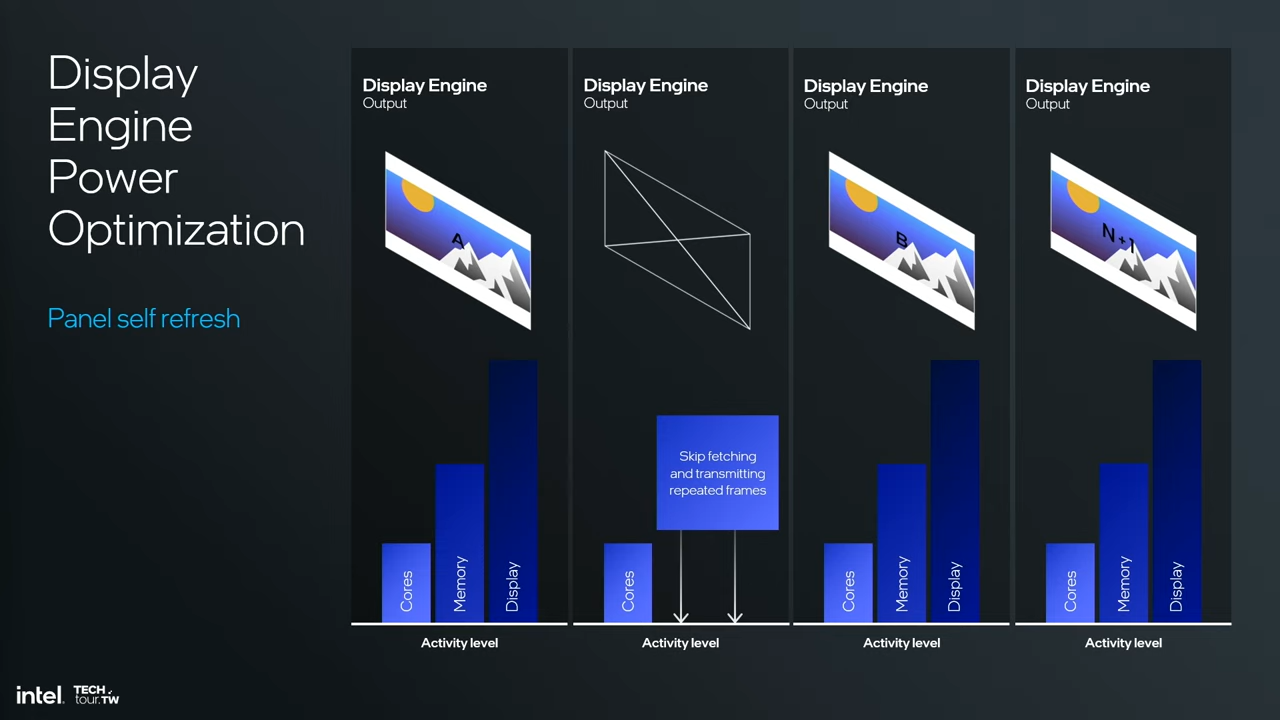 Display
Engine
Power
Optimization
Panel self refresh
Display Engine
Output
A
Cores
Memory
Display
Activity level
Display Engine
Output
Skip fetching
and transmitting
repeated frames
Cores
Activity level
Display Engine
Output
B
Cores
Memory
Display
Activity level
Display Engine
Output
N+1
Cores
Memory
Display
Activity level
intel.
TECH
tour.TW